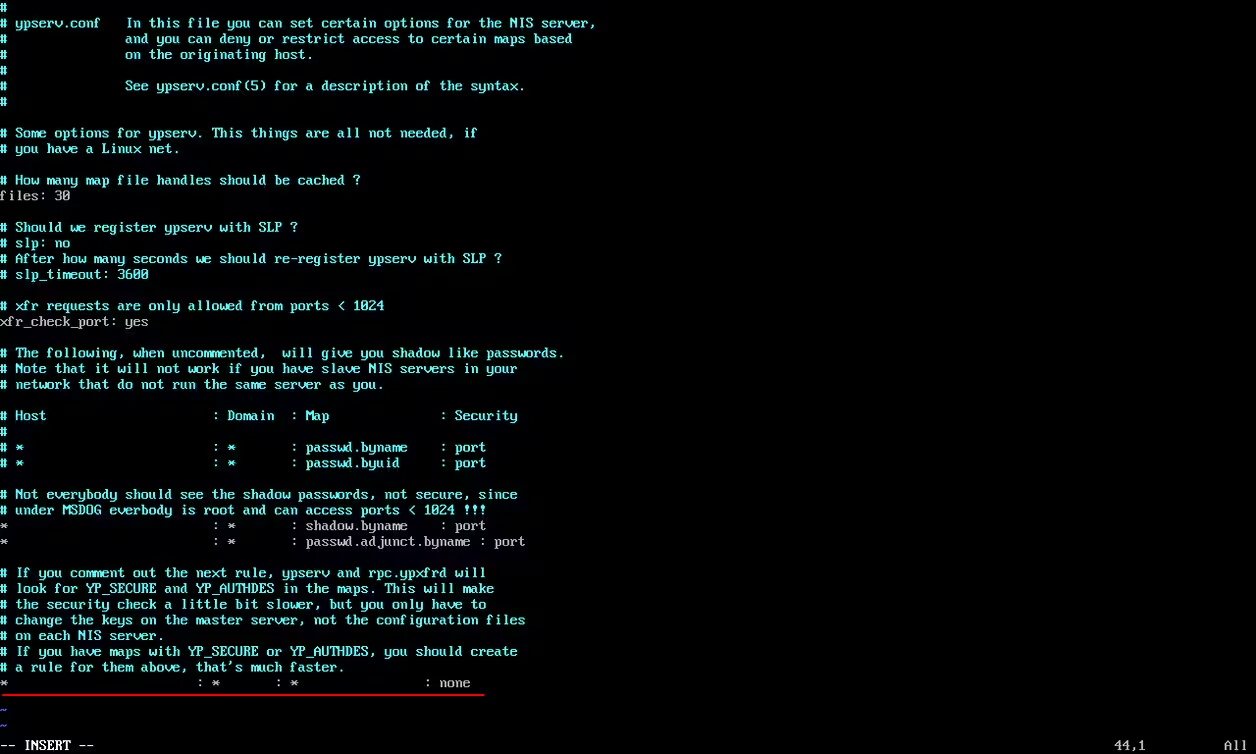 #
# ypserv.conf   In this file you can set certain options for the NIS server,
#               and you can deny or restrict access to certain maps based
#               on the originating host.
#
#               See ypserv.conf(5) for a description of the syntax.
#

# Some options for ypserv. This things are all not needed, if
# you have a Linux net.

# How many map file handles should be cached ?
files: 30

# Should we register ypserv with SLP ?
# slp: no
# After how many seconds we should re-register ypserv with SLP ?
# slp_timeout: 3600

# xfr requests are only allowed from ports < 1024
xfr_check_port: yes

# The following, when uncommented,  will give you shadow like passwords.
# Note that it will not work if you have slave NIS servers in your
# network that do not run the same server as you.

# Host                     : Domain  : Map              : Security
#
# *                        : *       : passwd.byname    : port
# *                        : *       : passwd.byuid     : port

# Not everybody should see the shadow passwords, not secure, since
# under MSDOG everbody is root and can access ports < 1024 !!!
*                          : *       : shadow.byname    : port
*                          : *       : passwd.adjunct.byname : port

# If you comment out the next rule, ypserv and rpc.ypxfrd will
# look for YP_SECURE and YP_AUTHDES in the maps. This will make
# the security check a little bit slower, but you only have to
# change the keys on the master server, not the configuration files
# on each NIS server.
# If you have maps with YP_SECURE or YP_AUTHDES, you should create
# a rule for them above, that's much faster.
*                        : *       : *                : none
~
~
-- INSERT --                                                    44,1          All